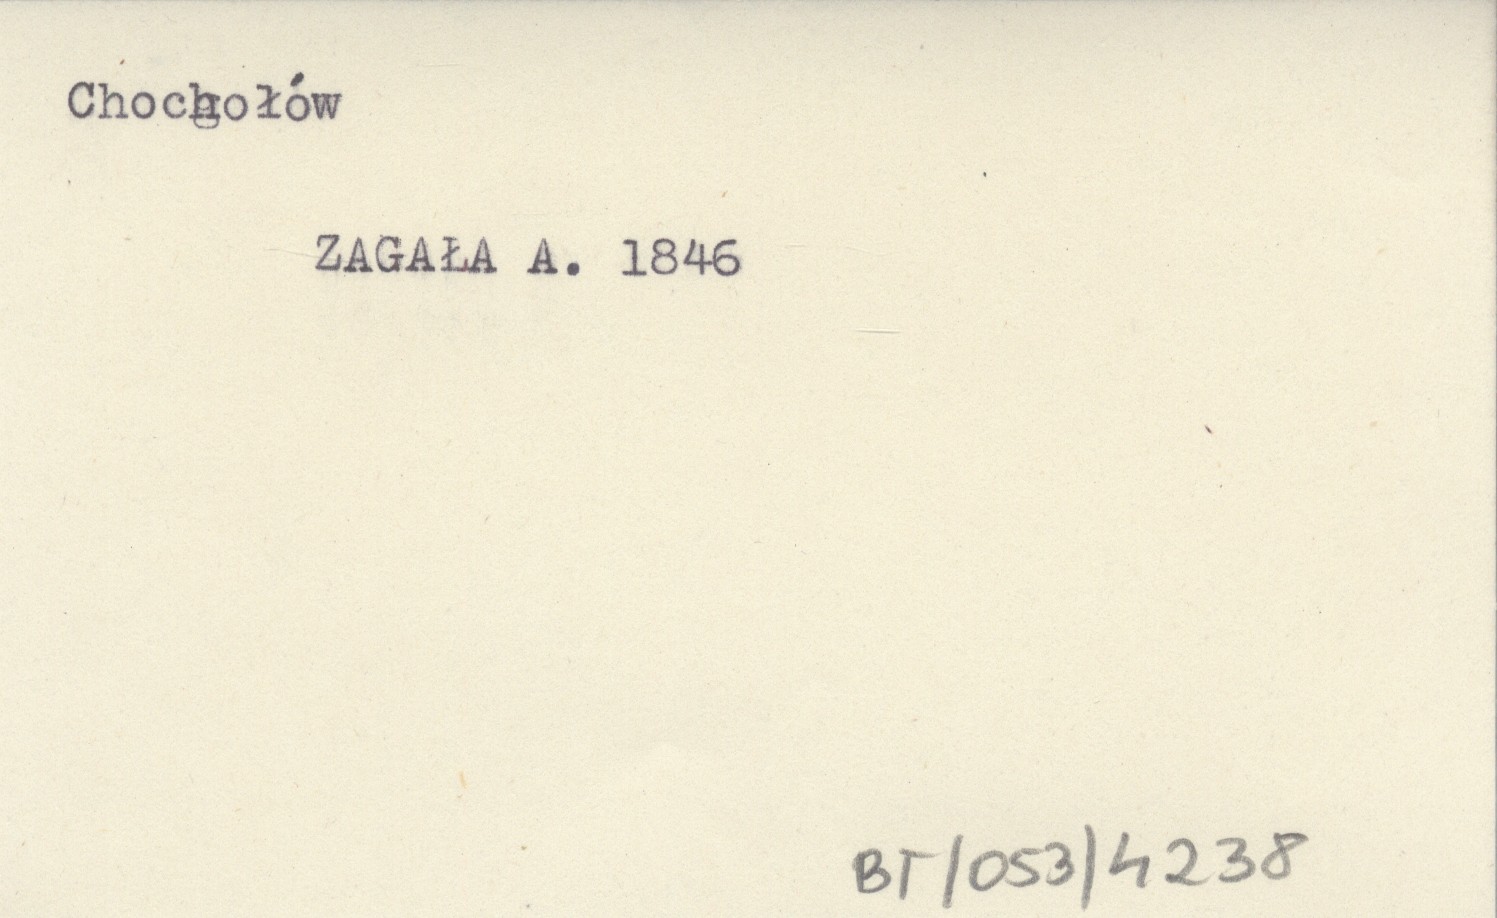 Chochołów
ZAGAŁA A. 1846
BT/053/4238